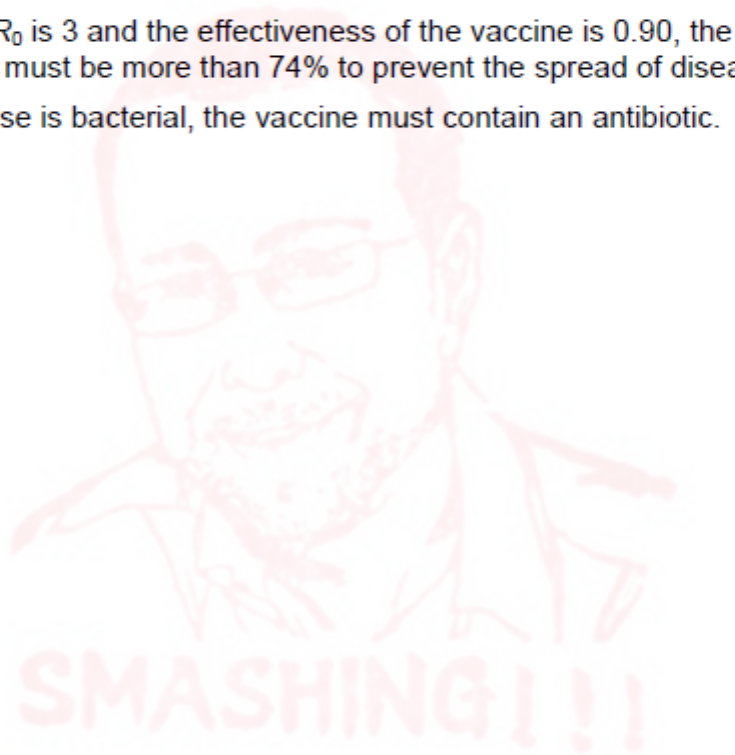 R₀ is 3 and the effectiveness of the vaccine is 0.90, the
must be more than 74% to prevent the spread of disea
se is bacterial, the vaccine must contain an antibiotic.
SMASHING!!!